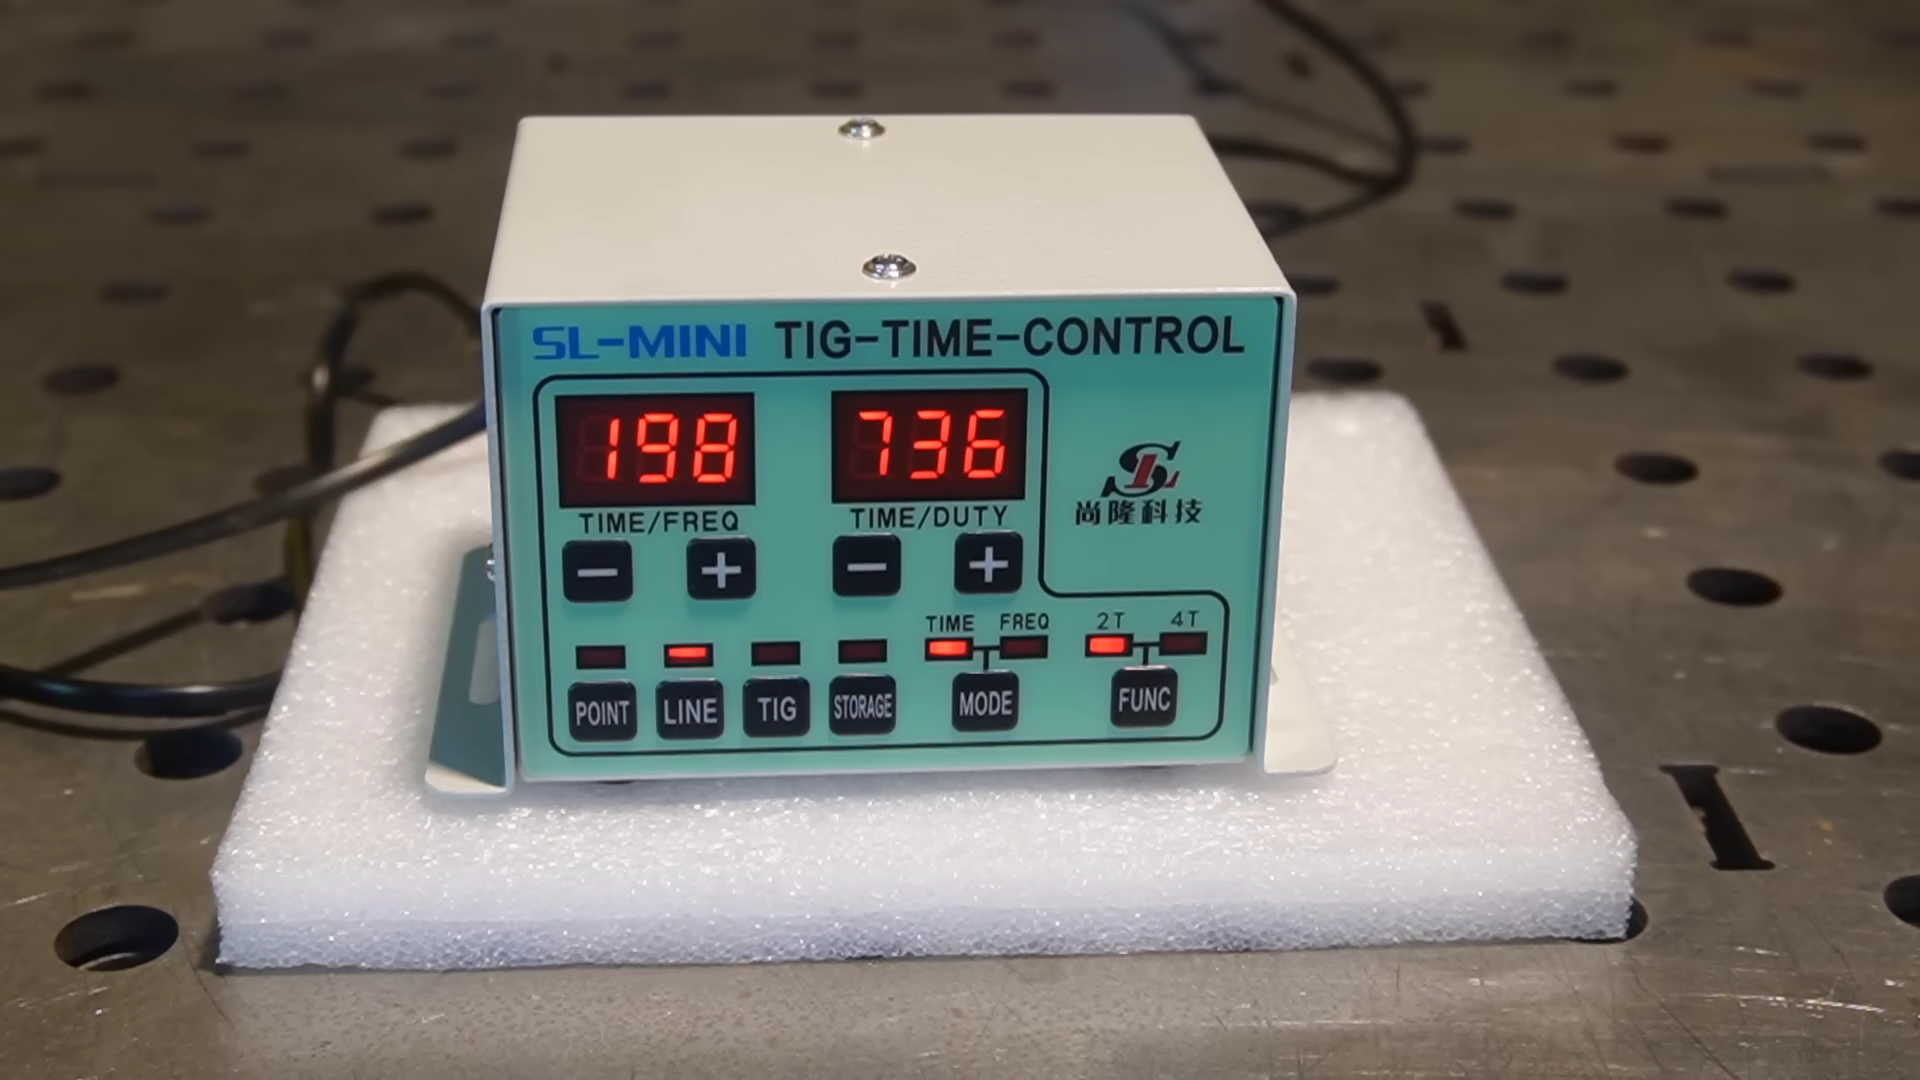 SL-MINI TIG-TIME-CONTROL
198 736
TIME/FREQ TIME/DUTY
− + − +
SL
尚隆科技
TIME FREQ 2T 4T
POINT LINE TIG STORAGE MODE FUNC